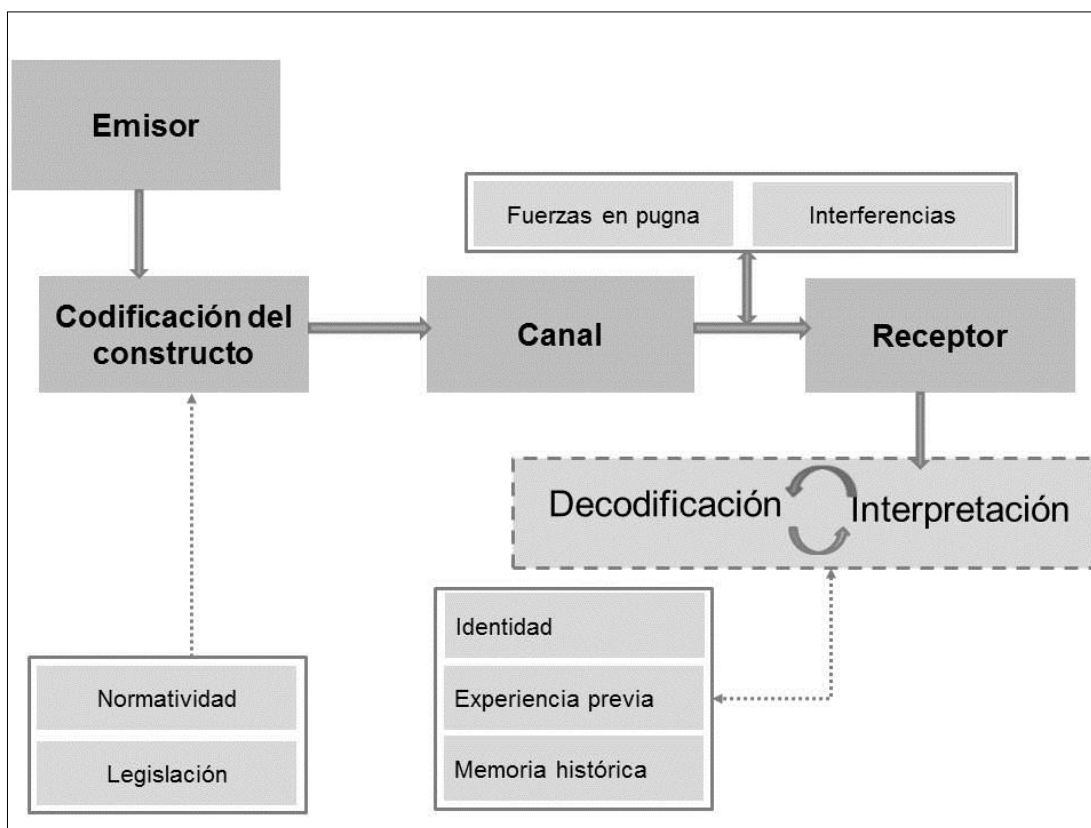 Emisor
Fuerzas en pugna
Interferencias
Codificación del
constructo
Canal
Receptor
Decodificación
Interpretación
Identidad
Experiencia previa
Memoria histórica
Normatividad
Legislación